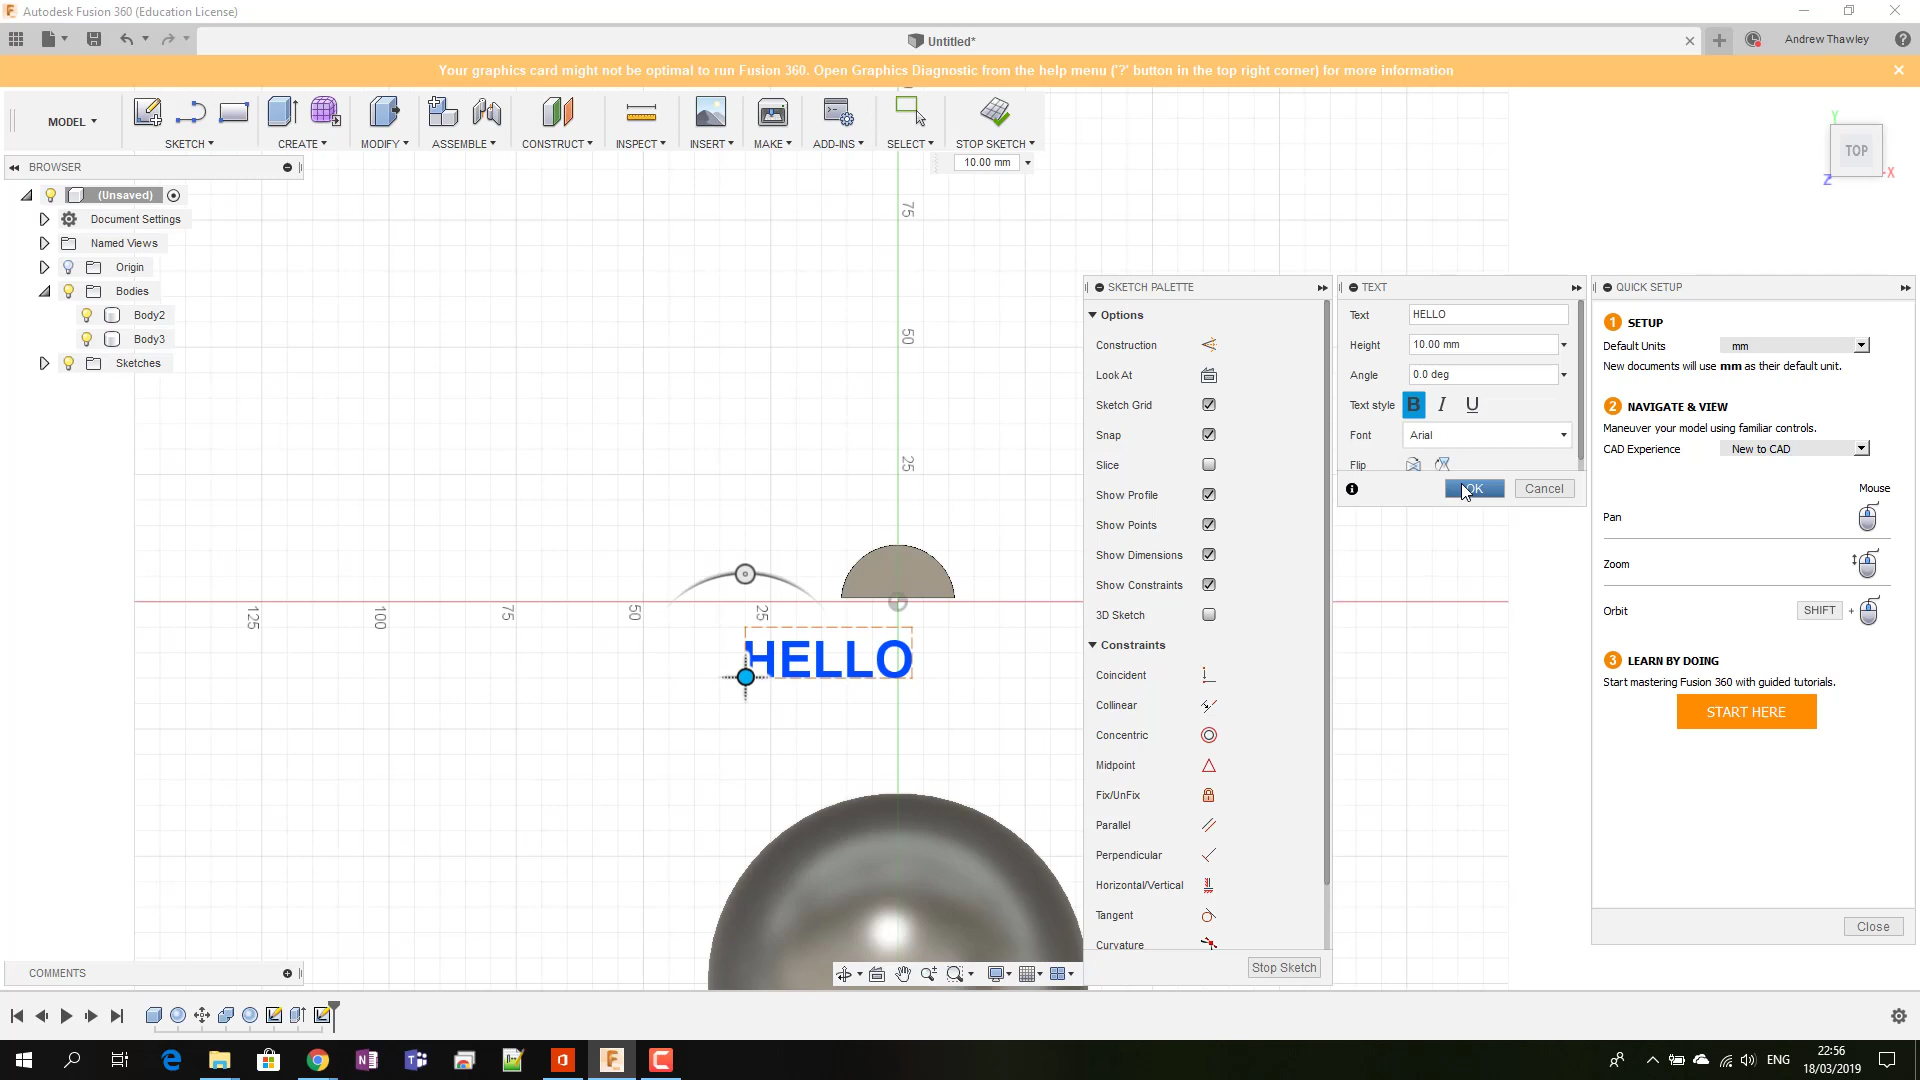 Autodesk Fusion 360 (Education License)
Untitled*
Andrew Thawley
Your graphics card might not be optimal to run Fusion 360. Open Graphics Diagnostic from the help menu ('?' button in the top right corner) for more information
MODEL
SKETCH
CREATE
MODIFY
ASSEMBLE
CONSTRUCT
INSPECT
INSERT
MAKE
ADD-INS
SELECT
STOP SKETCH
10.00 mm
TOP
Y
X
Z
BROWSER
(Unsaved)
Document Settings
Named Views
Origin
Bodies
Body2
Body3
Sketches
75
50
25
125
100
75
50
25
HELLO
SKETCH PALETTE
Options
Construction
Look At
Sketch Grid
Snap
Slice
Show Profile
Show Points
Show Dimensions
Show Constraints
3D Sketch
Constraints
Coincident
Collinear
Concentric
Midpoint
Fix/UnFix
Parallel
Perpendicular
Horizontal/Vertical
Tangent
Curvature
Stop Sketch
TEXT
Text HELLO
Height 10.00 mm
Angle 0.0 deg
Text style B I U
Font Arial
Flip
OK Cancel
QUICK SETUP
1 SETUP
Default Units mm
New documents will use mm as their default unit.
2 NAVIGATE & VIEW
Maneuver your model using familiar controls.
CAD Experience New to CAD
Mouse
Pan
Zoom
Orbit SHIFT +
3 LEARN BY DOING
Start mastering Fusion 360 with guided tutorials.
START HERE
Close
COMMENTS
ENG
22:56
18/03/2019